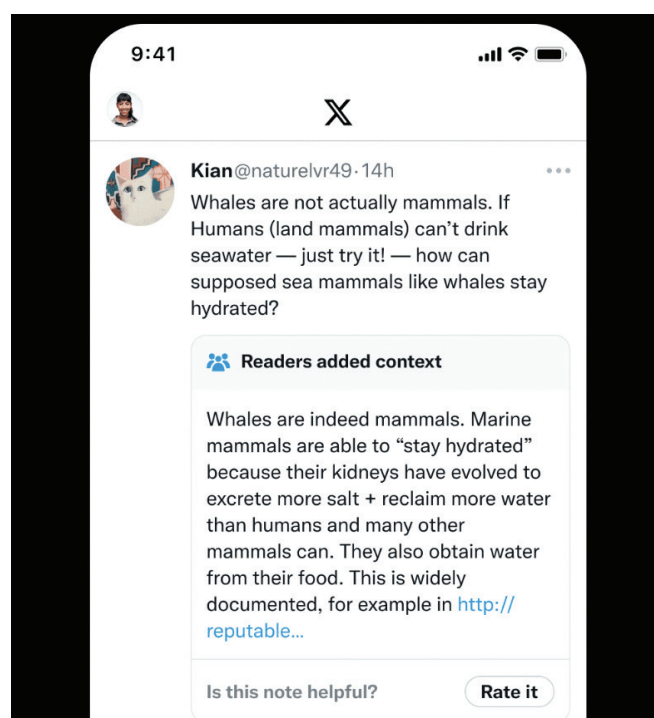 9:41
X
Kian@naturelvr49·14h
Whales are not actually mammals. If
Humans (land mammals) can’t drink
seawater — just try it! — how can
supposed sea mammals like whales stay
hydrated?
Readers added context
Whales are indeed mammals. Marine
mammals are able to “stay hydrated”
because their kidneys have evolved to
excrete more salt + reclaim more water
than humans and many other
mammals can. They also obtain water
from their food. This is widely
documented, for example in http://
reputable...
Is this note helpful?
Rate it